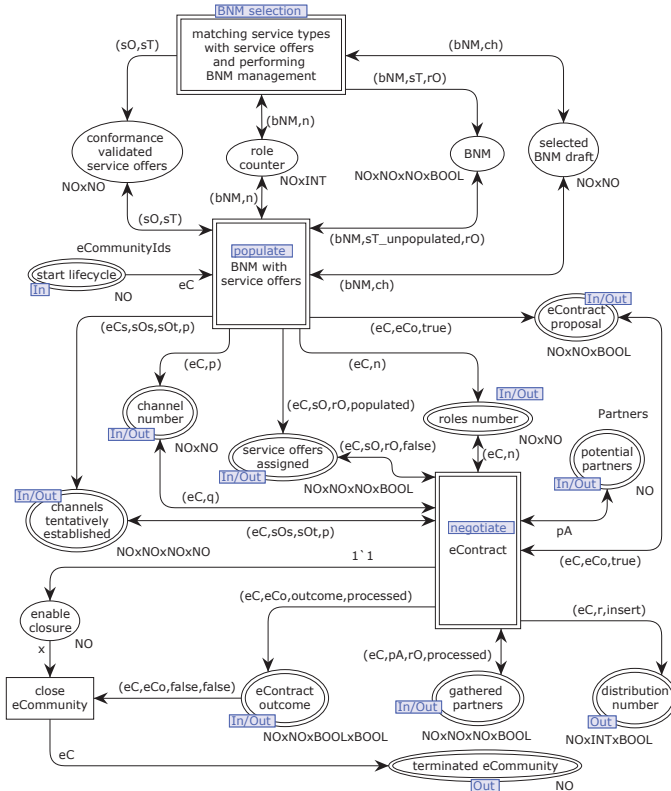 BNM selection
matching service types
with service offers
and performing
BNM management
(sO,sT)
(bNM,ch)
(bNM,sT,rO)
(bNM,n)
conformance
validated
service offers
NOxNO
role
counter
NOxINT
BNM
NOxNOxNOxBOOL
selected
BNM draft
NOxNO
(bNM,n)
(sO,sT)
(bNM,sT_unpopulated,rO)
(bNM,ch)
eCommunityIds
start lifecycle
In
NO
eC
populate
BNM with
service offers
(eCs,sOs,sOt,p)
(eC,eCo,true)
In/Out
eContract
proposal
NOxNOxBOOL
(eC,p)
(eC,n)
channel
number
In/Out
NOxNO
(eC,sO,rO,populated)
In/Out
roles number
NOxNO
(eC,n)
Partners
potential
partners
In/Out
NO
pA
service offers
assigned
In/Out
NOxNOxNOxBOOL
(eC,sO,rO,false)
(eC,q)
In/Out
channels
tentatively
established
NOxNOxNOxNO
(eC,sOs,sOt,p)
negotiate
eContract
(eC,eCo,true)
1`1
enable
closure
NO
x
(eC,eCo,outcome,processed)
(eC,r,insert)
(eC,pA,rO,processed)
close
eCommunity
(eC,eCo,false,false)
eContract
outcome
In/Out
NOxNOxBOOLxBOOL
gathered
partners
In/Out
NOxNOxNOxBOOL
distribution
number
Out
NOxINTxBOOL
eC
terminated eCommunity
Out
NO